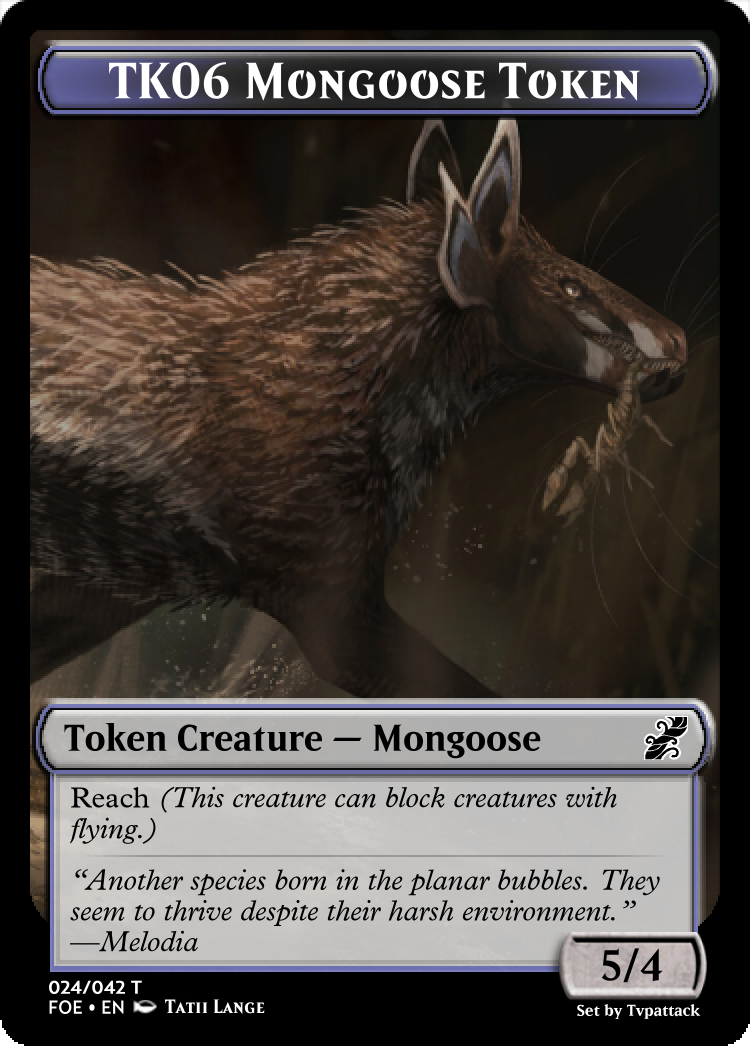 TK06 Mongoose Token
Token Creature — Mongoose
Reach (This creature can block creatures with
flying.)
“Another species born in the planar bubbles. They
seem to thrive despite their harsh environment.”
—Melodia
5/4
024/042 T
FOE • EN Tatii Lange
Set by Tvpattack